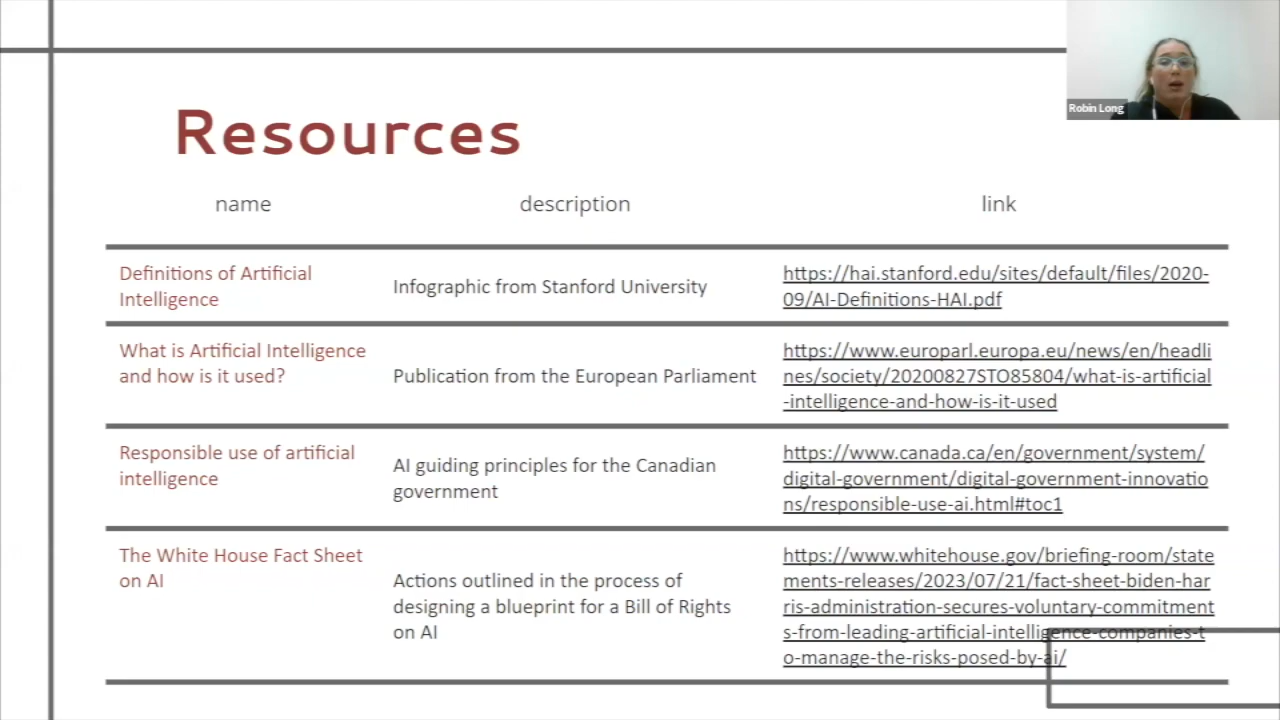 Robin Long
Resources
name
description
link
Definitions of Artificial
Intelligence
Infographic from Stanford University
https://hai.stanford.edu/sites/default/files/2020-
09/AI-Definitions-HAI.pdf
What is Artificial Intelligence
and how is it used?
Publication from the European Parliament
https://www.europarl.europa.eu/news/en/headli
nes/society/20200827STO85804/what-is-artificial
-intelligence-and-how-is-it-used
Responsible use of artificial
intelligence
AI guiding principles for the Canadian
government
https://www.canada.ca/en/government/system/
digital-government/digital-government-innovatio
ns/responsible-use-ai.html#toc1
The White House Fact Sheet
on AI
Actions outlined in the process of
designing a blueprint for a Bill of Rights
on AI
https://www.whitehouse.gov/briefing-room/state
ments-releases/2023/07/21/fact-sheet-biden-har
ris-administration-secures-voluntary-commitment
s-from-leading-artificial-intelligence-companies-t
o-manage-the-risks-posed-by-ai/